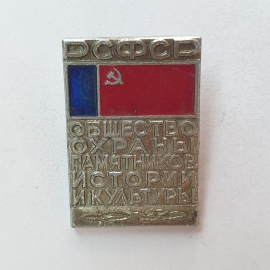 РСФСР
ОБЩЕСТВО
ОХРАНЫ
ПАМЯТНИКОВ
ИСТОРИИ
И КУЛЬТУРЫ